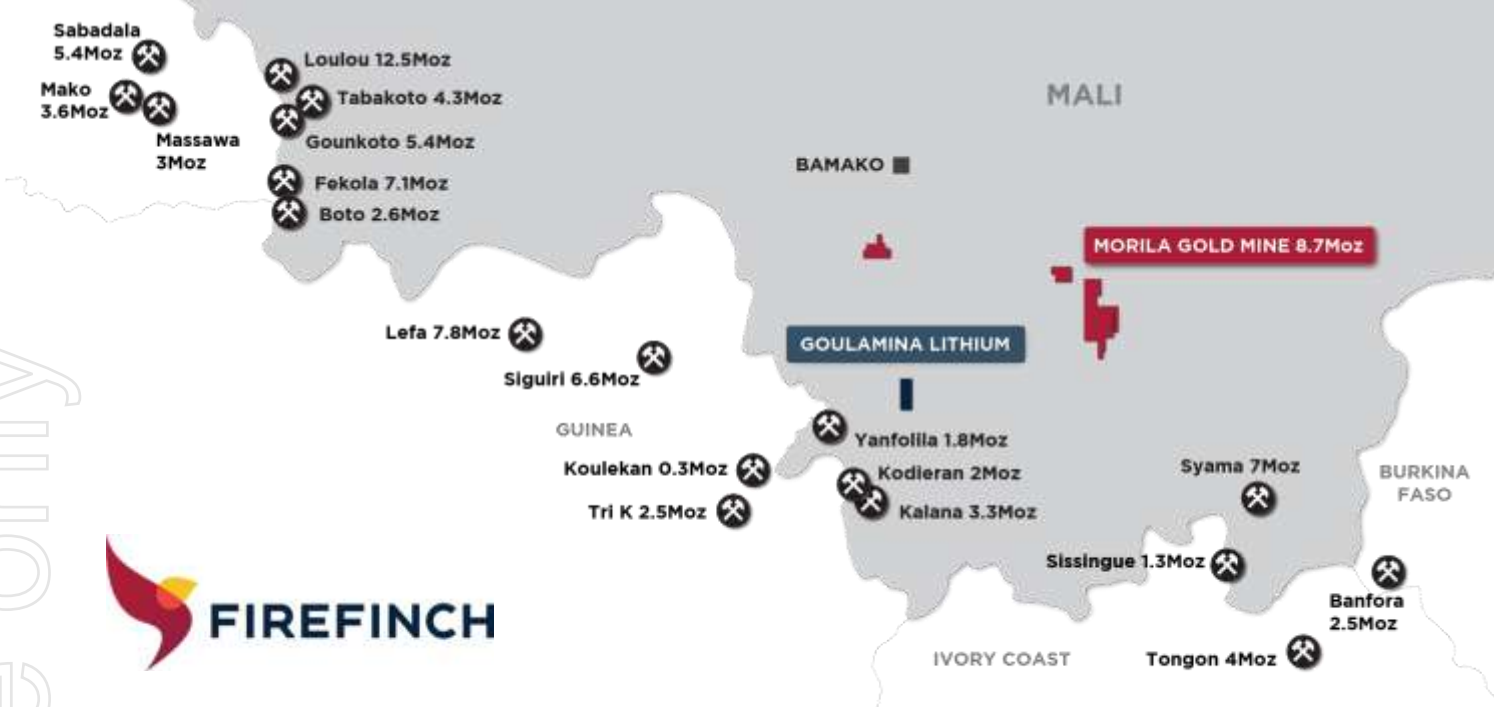 Sabadala
5.4Moz
Loulou 12.5Moz
Mako
3.6Moz
Tabakoto 4.3Moz
MALI
Massawa
3Moz
Gounkoto 5.4Moz
BAMAKO
Fekola 7.1Moz
Boto 2.6Moz
MORILA GOLD MINE 8.7Moz
Lefa 7.8Moz
GOULAMINA LITHIUM
Siguiri 6.6Moz
GUINEA
Yanfolila 1.8Moz
Koulekan 0.3Moz
Kodieran 2Moz
Syama 7Moz
BURKINA
FASO
Tri K 2.5Moz
Kalana 3.3Moz
Sissingue 1.3Moz
Banfora
2.5Moz
FIREFINCH
IVORY COAST
Tongon 4Moz